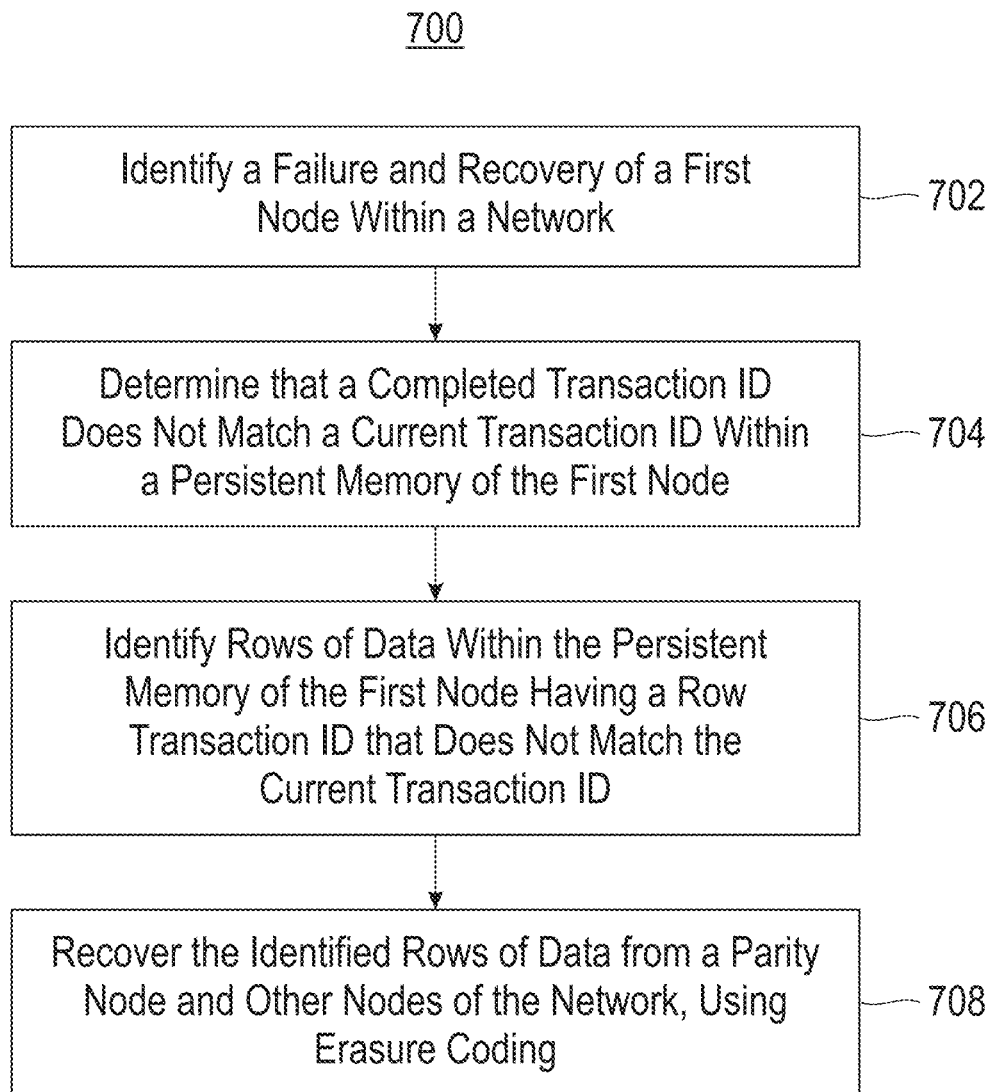 700
Identify a Failure and Recovery of a First
Node Within a Network
702
Determine that a Completed Transaction ID
Does Not Match a Current Transaction ID Within
a Persistent Memory of the First Node
704
Identify Rows of Data Within the Persistent
Memory of the First Node Having a Row
Transaction ID that Does Not Match the
Current Transaction ID
706
Recover the Identified Rows of Data from a Parity
Node and Other Nodes of the Network, Using
Erasure Coding
708